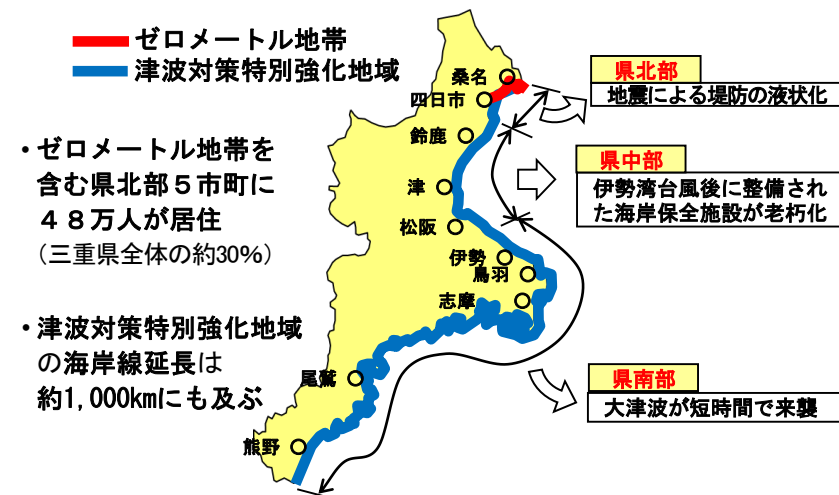 ゼロメートル地帯
津波対策特別強化地域
・ゼロメートル地帯を
含む県北部５市町に
４８万人が居住
（三重県全体の約30%）
・津波対策特別強化地域
の海岸線延長は
約1,000kmにも及ぶ
桑名
四日市
鈴鹿
津
松阪
伊勢
鳥羽
志摩
尾鷲
熊野
県北部
地震による堤防の液状化
県中部
伊勢湾台風後に整備され
た海岸保全施設が老朽化
県南部
大津波が短時間で来襲